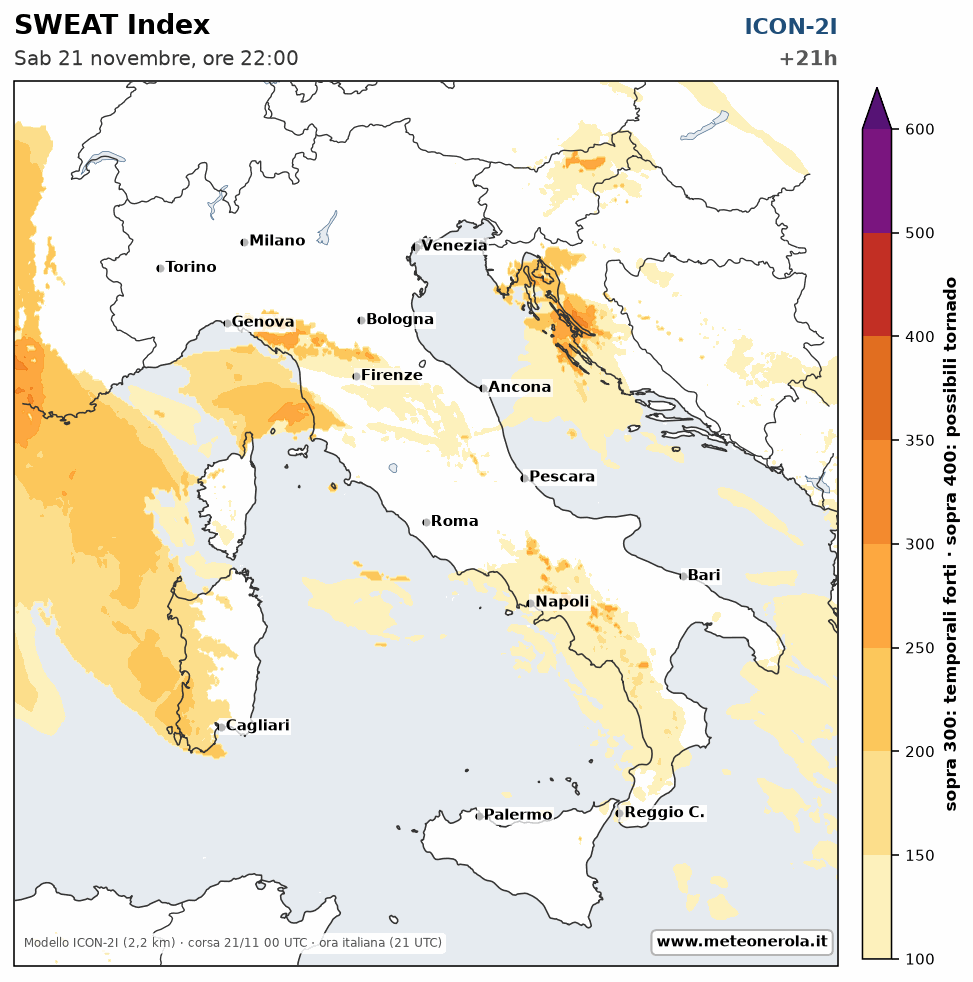 SWEAT Index
ICON-2I
Sab 21 novembre, ore 22:00
+21h
600
500
400
350
300
250
200
150
100
sopra 300: temporali forti · sopra 400: possibili tornado
Milano
Venezia
Torino
Genova
Bologna
Firenze
Ancona
Pescara
Roma
Bari
Napoli
Cagliari
Palermo
Reggio C.
Modello ICON-2I (2,2 km) · corsa 21/11 00 UTC · ora italiana (21 UTC)
www.meteonerola.it